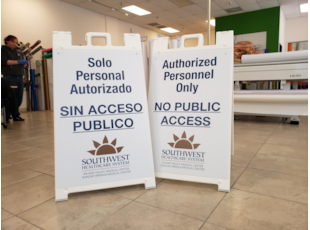 Solo
Personal
Autorizado
SIN ACCESO
PUBLICO
SOUTHWEST
HEALTHCARE SYSTEM
Authorized
Personnel
Only
NO PUBLIC
ACCESS
SOUTHWEST
HEALTHCARE SYSTEM